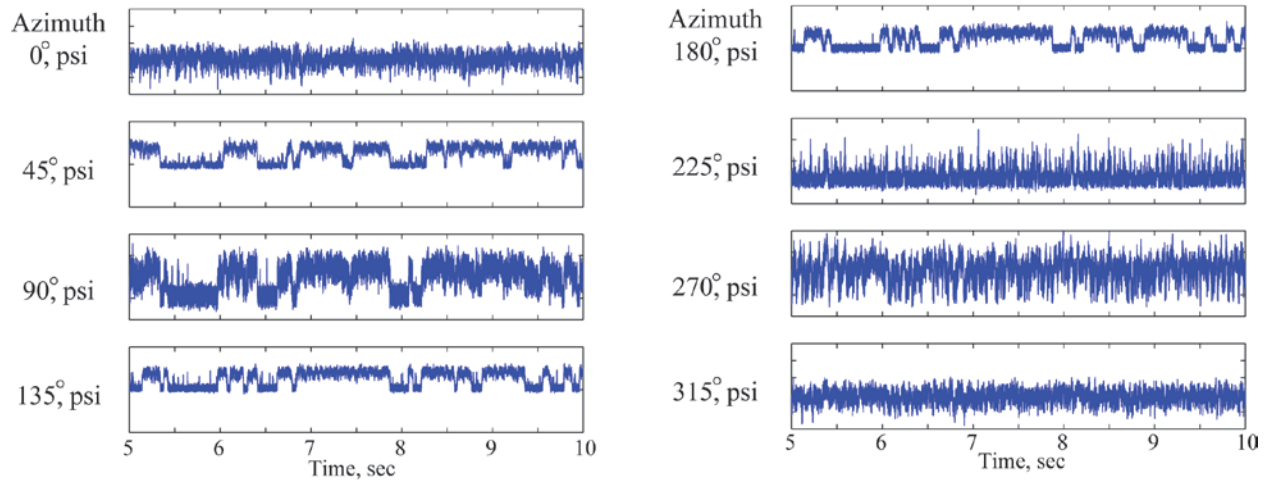 Azimuth
0°, psi
45°, psi
90°, psi
135°, psi
5 6 7 8 9 10
Time, sec
Azimuth
180°, psi
225°, psi
270°, psi
315°, psi
5 6 7 8 9 10
Time, sec